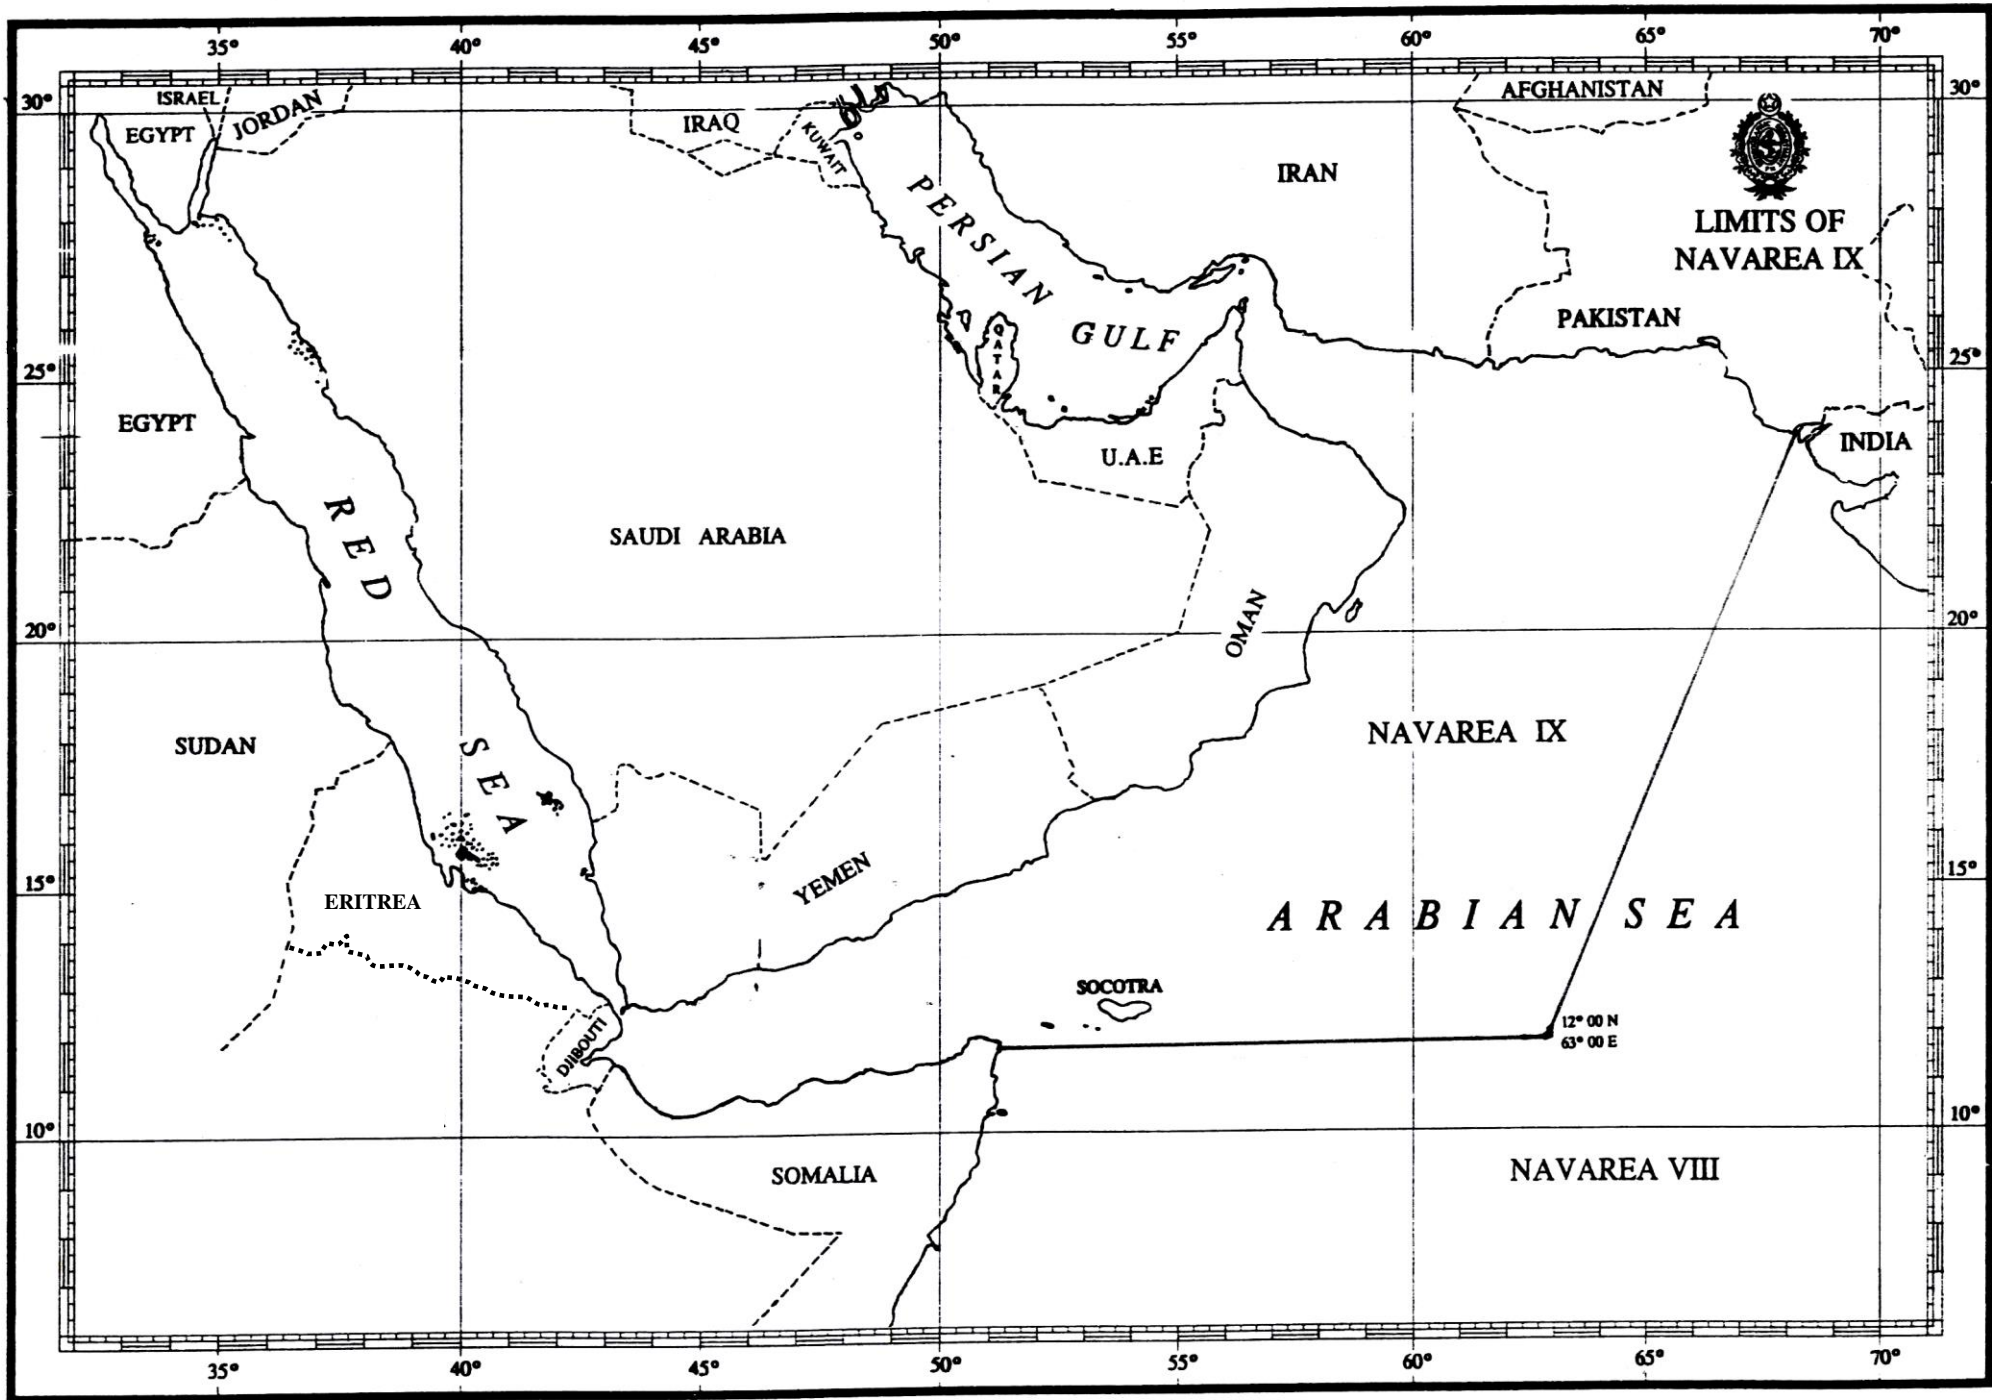 35° 40° 45° 50° 55° 60° 65° 70°
30° 30°
ISRAEL
EGYPT
JORDAN
IRAQ
KUWAIT
AFGHANISTAN
IRAN
LIMITS OF
NAVAREA IX
PERSIAN
GULF
QATAR
PAKISTAN
25° 25°
EGYPT
U.A.E
INDIA
RED
SEA
SAUDI ARABIA
OMAN
20° 20°
SUDAN
NAVAREA IX
YEMEN
15° 15°
ERITREA
ARABIAN SEA
SOCOTRA
12° 00 N
63° 00 E
DJIBOUTI
10° 10°
SOMALIA
NAVAREA VIII
35° 40° 45° 50° 55° 60° 65° 70°